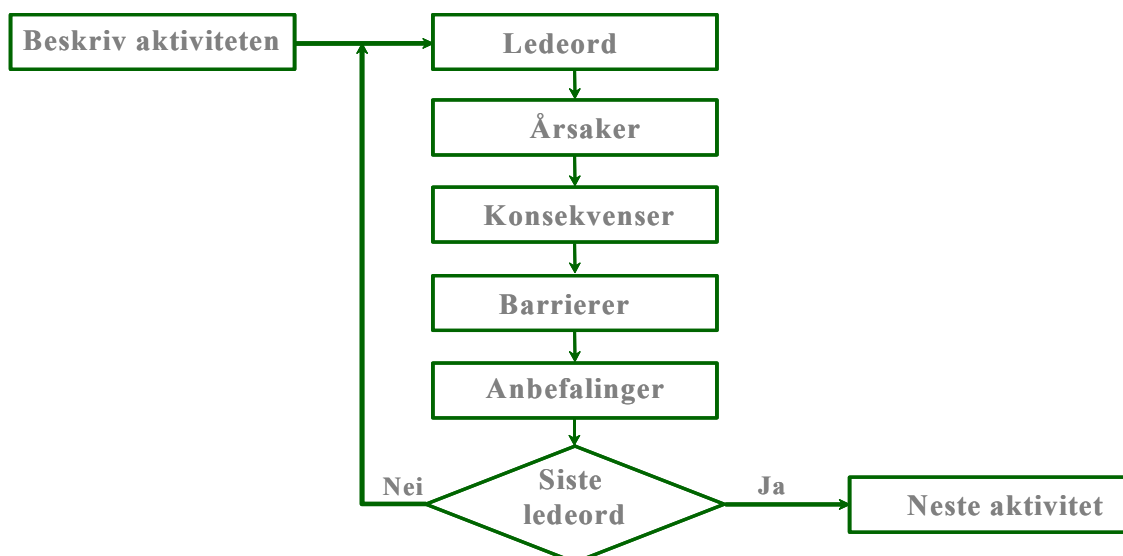 Beskriv aktiviteten
Ledeord
Årsaker
Konsekvenser
Barrierer
Anbefalinger
Nei
Siste
ledeord
Ja
Neste aktivitet